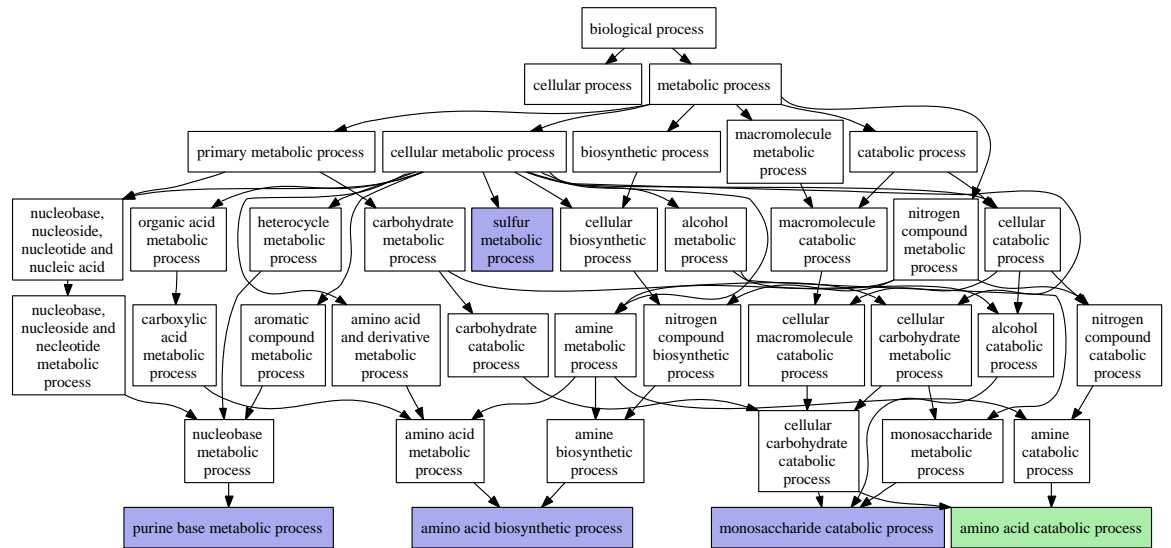 biological process
cellular process
metabolic process
primary metabolic process
cellular metabolic process
biosynthetic process
macromolecule
metabolic
process
catabolic process
nucleobase,
nucleoside,
nucleotide and
nucleic acid
organic acid
metabolic
process
heterocycle
metabolic
process
carbohydrate
metabolic
process
sulfur
metabolic
process
cellular
biosynthetic
process
alcohol
metabolic
process
macromolecule
catabolic
process
nitrogen
compound
metabolic
process
cellular
catabolic
process
nucleobase,
nucleoside and
necleotide
metabolic
process
carboxylic
acid
metabolic
process
aromatic
compound
metabolic
process
amino acid
and derivative
metabolic
process
carbohydrate
catabolic
process
amine
metabolic
process
nitrogen
compound
biosynthetic
process
cellular
macromolecule
catabolic
process
cellular
carbohydrate
metabolic
process
alcohol
catabolic
process
nitrogen
compound
catabolic
process
nucleobase
metabolic
process
amino acid
metabolic
process
amine
biosynthetic
process
cellular
carbohydrate
catabolic
process
monosaccharide
metabolic
process
amine
catabolic
process
purine base metabolic process
amino acid biosynthetic process
monosaccharide catabolic process
amino acid catabolic process